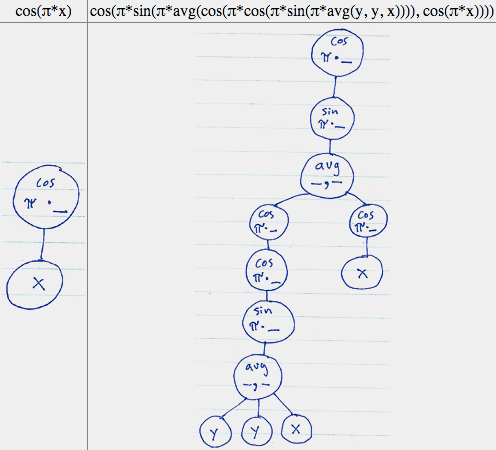 cos(π*x)
cos(π*sin(π*avg(cos(π*cos(π*sin(π*avg(y, y, x)))), cos(π*x))))
cos
π·_
x
cos
π·_
sin
π·_
avg
_,_
cos
π·_
cos
π·_
x
cos
π·_
sin
π·_
avg
_,_
y
y
x